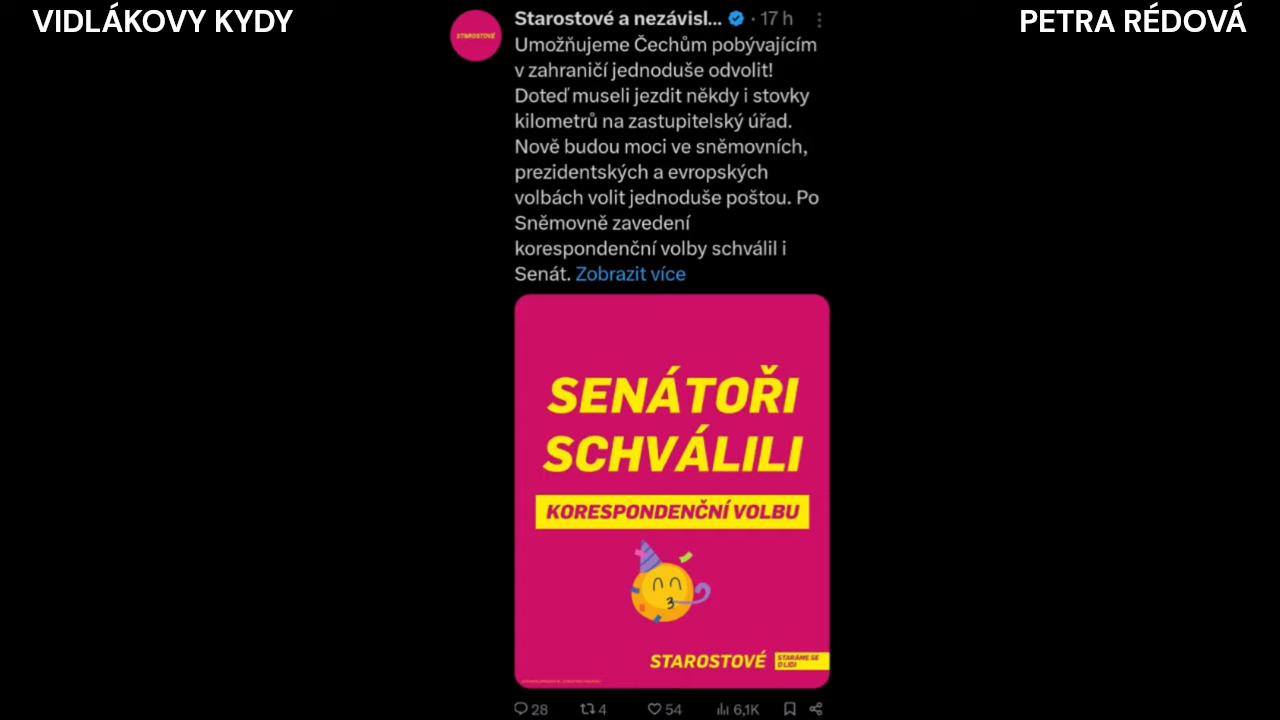 VIDLÁKOVY KYDY
PETRA RÉDOVÁ
STAROSTOVÉ
Starostové a nezávisl... · 17 h
Umožňujeme Čechům pobývajícím
v zahraničí jednoduše odvolit!
Doteď museli jezdit někdy i stovky
kilometrů na zastupitelský úřad.
Nově budou moci ve sněmovních,
prezidentských a evropských
volbách volit jednoduše poštou. Po
Sněmovně zavedení
korespondenční volby schválil i
Senát. Zobrazit více
SENÁTOŘI
SCHVÁLILI
KORESPONDENČNÍ VOLBU
STAROSTOVÉ
STARÁME SE
O LIDI
28 4 54 6,1K